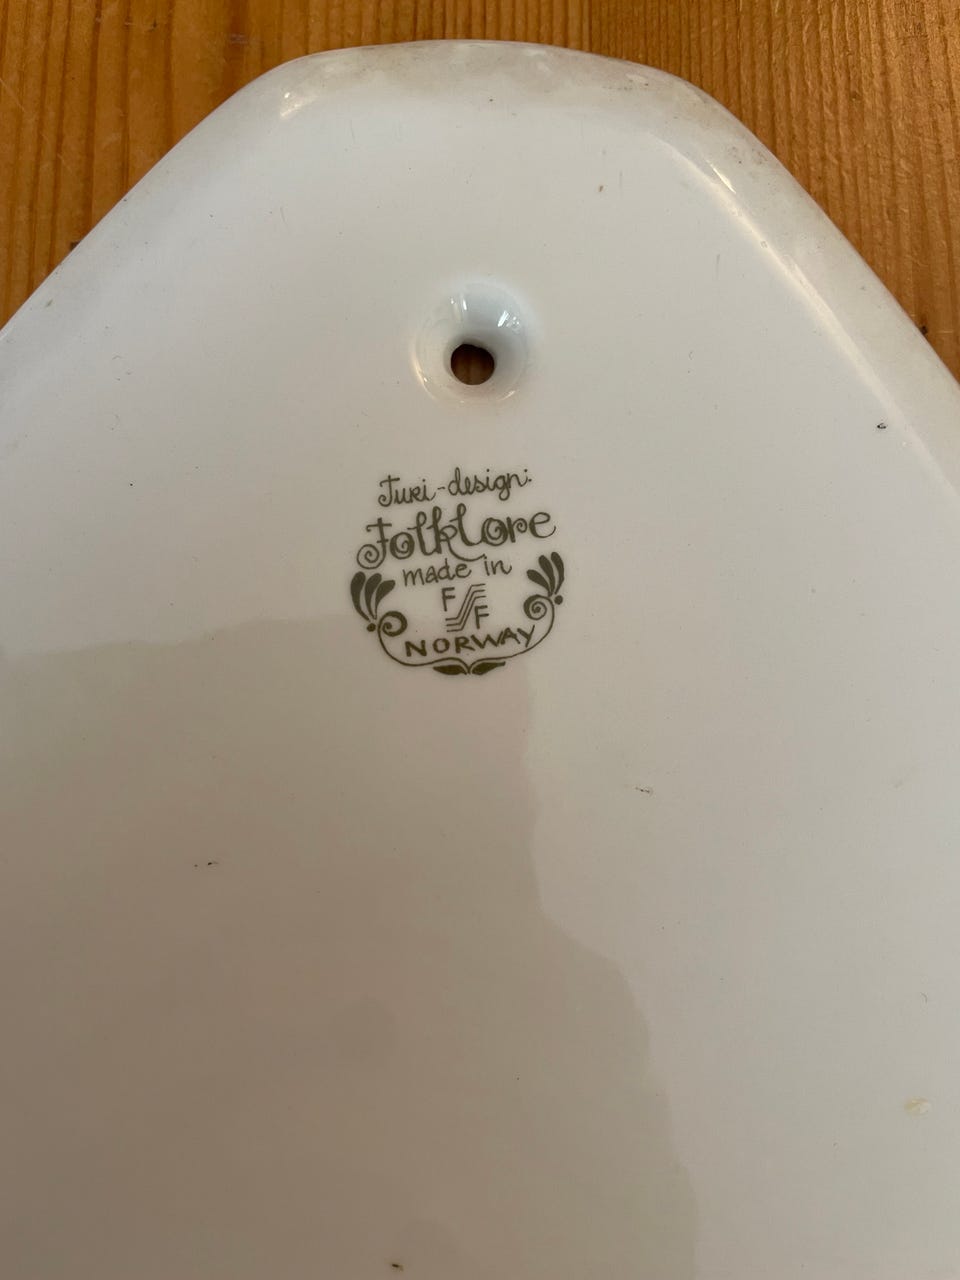 Turi-design:
Folklore
made in
F F
NORWAY